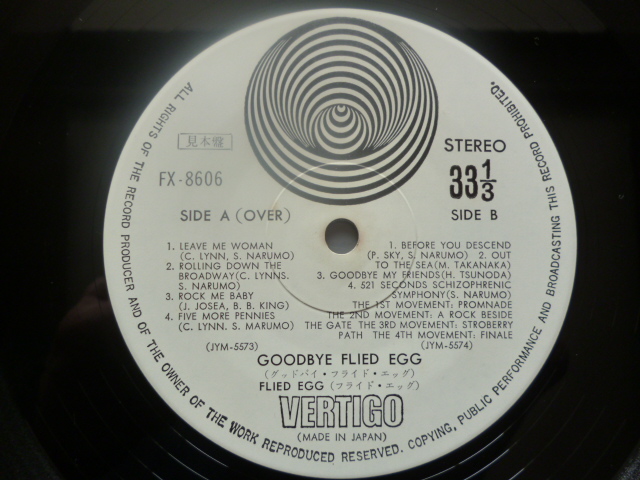 ALL RIGHTS OF THE RECORD PRODUCER AND OF THE OWNER OF THE WORK REPRODUCED RESERVED. COPYING, PUBLIC PERFORMANCE AND BROADCASTING THIS RECORD PROHIBITED.
見本盤
FX-8606
SIDE A (OVER)
1. LEAVE ME WOMAN
(C. LYNN, S. NARUMO)
2. ROLLING DOWN THE
BROADWAY(C. LYNNS.
S. NARUMO)
3. ROCK ME BABY
(J. JOSEA, B. B. KING)
4. FIVE MORE PENNIES
(C. LYNN. S. MARUMO)
(JYM-5573)
STEREO
33 1/3
SIDE B
1. BEFORE YOU DESCEND
(P. SKY, S. NARUMO) 2. OUT
TO THE SEA(M. TAKANAKA)
3. GOODBYE MY FRIENDS(H. TSUNODA)
4. 521 SECONDS SCHIZOPHRENIC
SYMPHONY(S. NARUMO)
THE 1ST MOVEMENT: PROMNADE
THE 2ND MOVEMENT: A ROCK BESIDE
THE GATE THE 3RD MOVEMENT: STROBERRY
PATH THE 4TH MOVEMENT: FINALE
(JYM-5574)
GOODBYE FLIED EGG
(グッドバイ・フライド・エッグ)
FLIED EGG (フライド・エッグ)
VERTIGO
(MADE IN JAPAN)